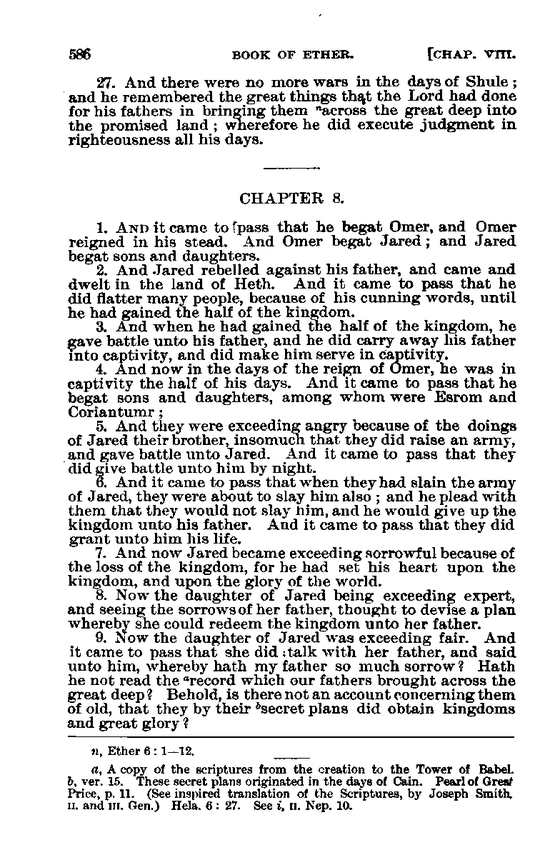 586 BOOK OF ETHER. [CHAP. VIII.
27. And there were no more wars in the days of Shule ;
and he remembered the great things that the Lord had done
for his fathers in bringing them ⁿacross the great deep into
the promised land ; wherefore he did execute judgment in
righteousness all his days.
CHAPTER 8.
1. AND it came to pass that he begat Omer, and Omer
reigned in his stead. And Omer begat Jared ; and Jared
begat sons and daughters.
2. And Jared rebelled against his father, and came and
dwelt in the land of Heth. And it came to pass that he
did flatter many people, because of his cunning words, until
he had gained the half of the kingdom.
3. And when he had gained the half of the kingdom, he
gave battle unto his father, and he did carry away his father
into captivity, and did make him serve in captivity.
4. And now in the days of the reign of Omer, he was in
captivity the half of his days. And it came to pass that he
begat sons and daughters, among whom were Esrom and
Coriantumr ;
5. And they were exceeding angry because of the doings
of Jared their brother, insomuch that they did raise an army,
and gave battle unto Jared. And it came to pass that they
did give battle unto him by night.
6. And it came to pass that when they had slain the army
of Jared, they were about to slay him also ; and he plead with
them that they would not slay him, and he would give up the
kingdom unto his father. And it came to pass that they did
grant unto him his life.
7. And now Jared became exceeding sorrowful because of
the loss of the kingdom, for he had set his heart upon the
kingdom, and upon the glory of the world.
8. Now the daughter of Jared being exceeding expert,
and seeing the sorrows of her father, thought to devise a plan
whereby she could redeem the kingdom unto her father.
9. Now the daughter of Jared was exceeding fair. And
it came to pass that she did talk with her father, and said
unto him, whereby hath my father so much sorrow ? Hath
he not read the ᵃrecord which our fathers brought across the
great deep ? Behold, is there not an account concerning them
of old, that they by their ᵇsecret plans did obtain kingdoms
and great glory ?
n, Ether 6 : 1—12.
a, A copy of the scriptures from the creation to the Tower of Babel.
b, ver. 15. These secret plans originated in the days of Cain. Pearl of Great
Price, p. 11. (See inspired translation of the Scriptures, by Joseph Smith,
II. and III. Gen.) Hela. 6 : 27. See i, II. Nep. 10.